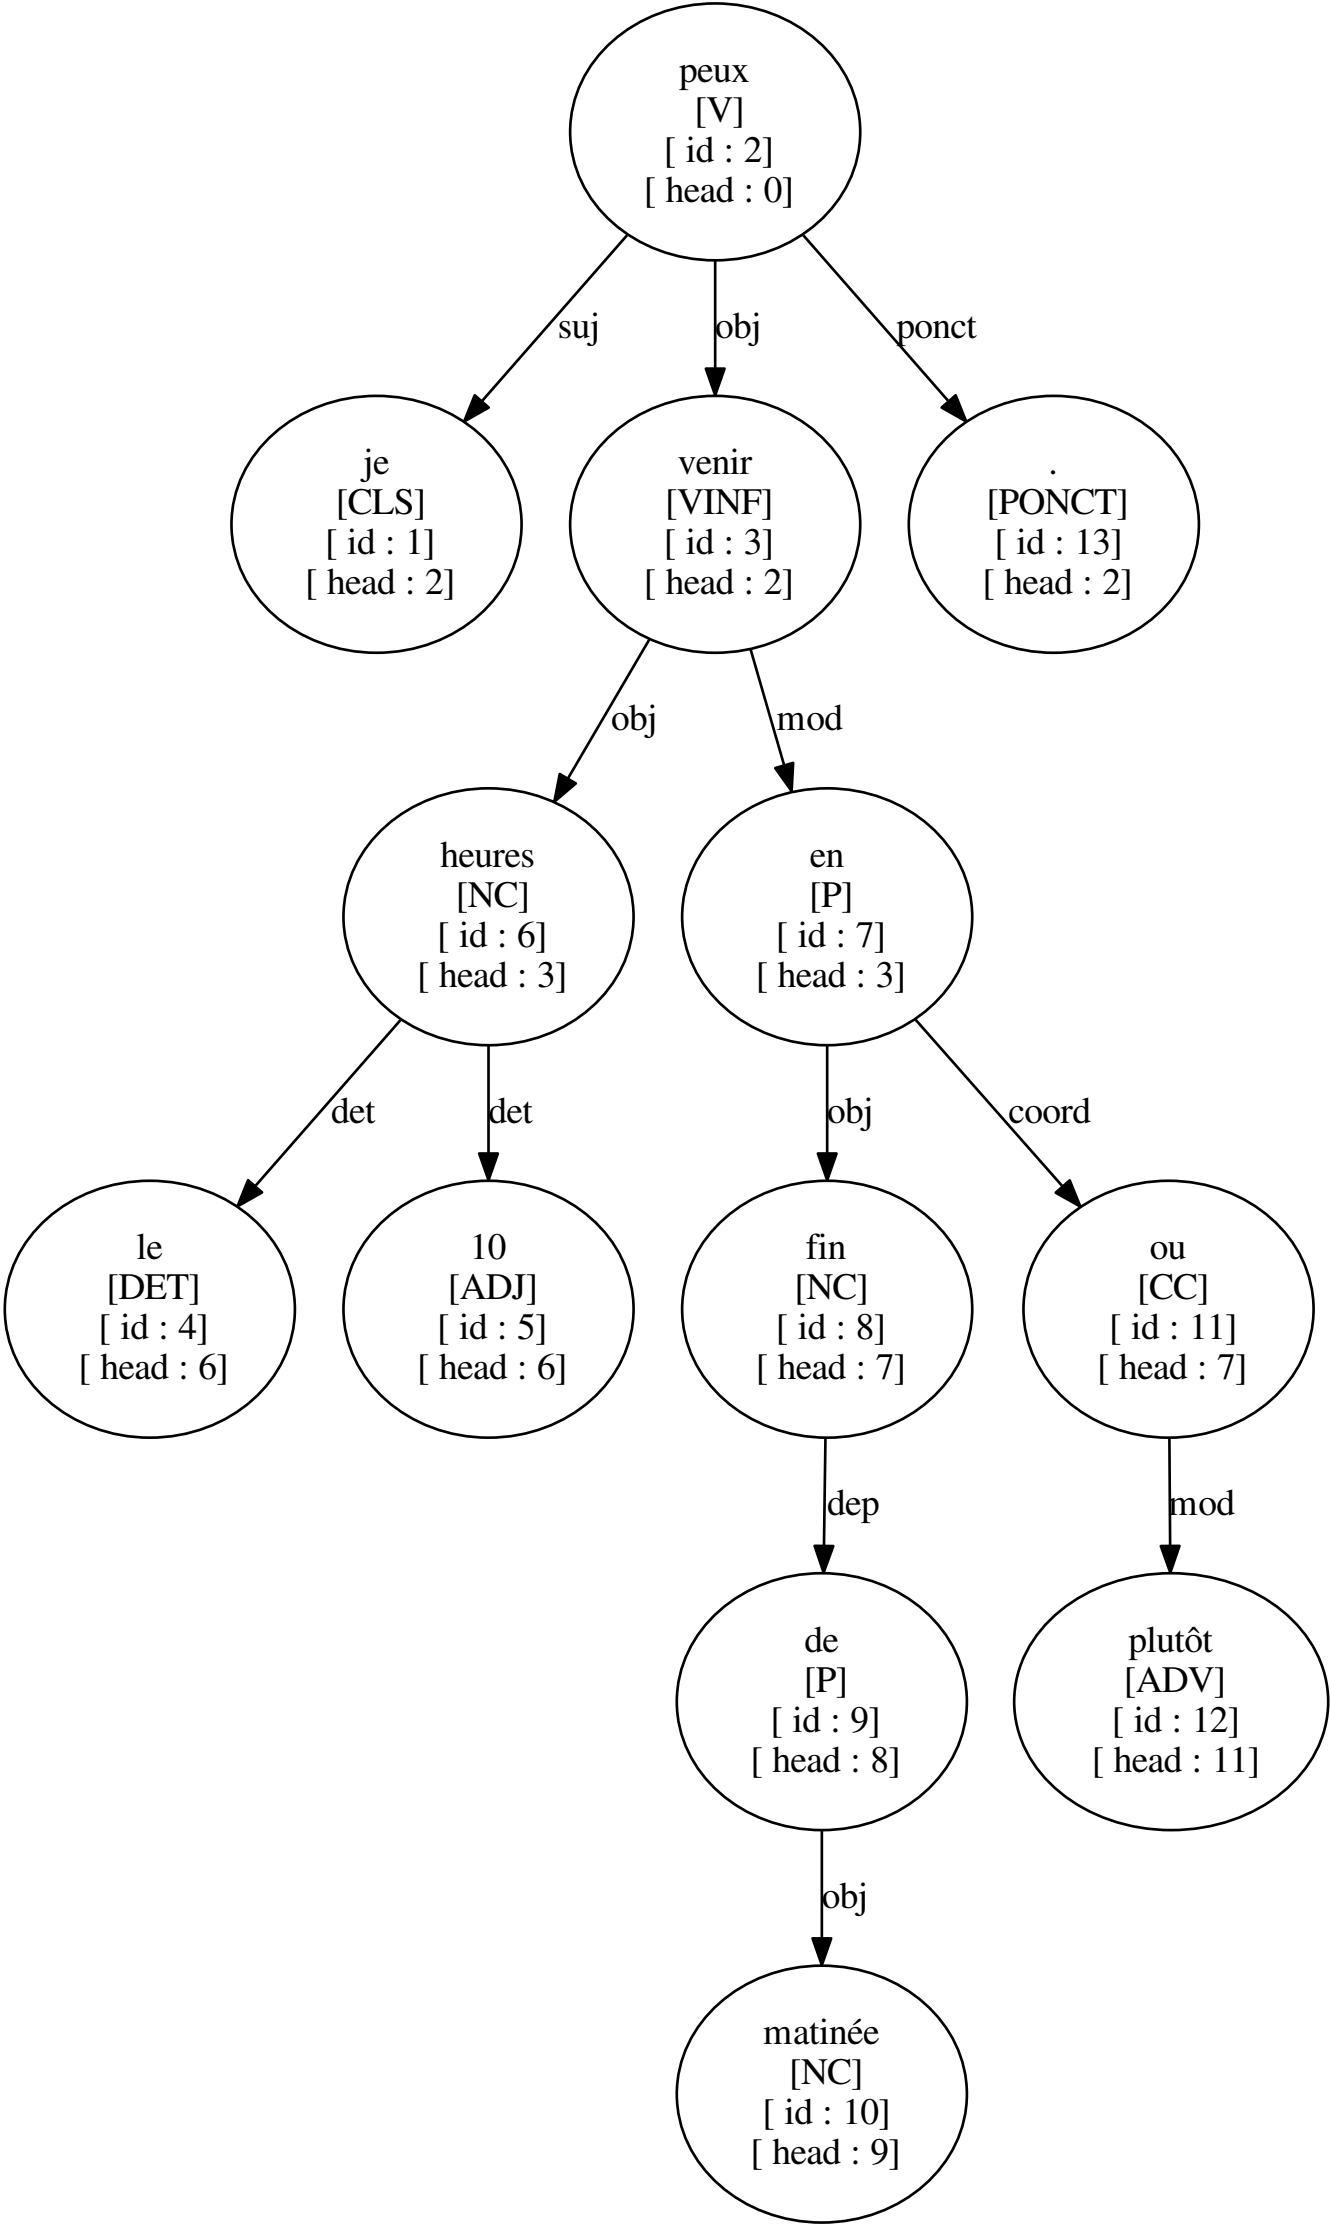 peux
[V]
[ id : 2]
[ head : 0]
suj
obj
ponct
je
[CLS]
[ id : 1]
[ head : 2]
venir
[VINF]
[ id : 3]
[ head : 2]
.
[PONCT]
[ id : 13]
[ head : 2]
obj
mod
heures
[NC]
[ id : 6]
[ head : 3]
en
[P]
[ id : 7]
[ head : 3]
det
det
obj
coord
le
[DET]
[ id : 4]
[ head : 6]
10
[ADJ]
[ id : 5]
[ head : 6]
fin
[NC]
[ id : 8]
[ head : 7]
ou
[CC]
[ id : 11]
[ head : 7]
dep
mod
de
[P]
[ id : 9]
[ head : 8]
plutôt
[ADV]
[ id : 12]
[ head : 11]
obj
matinée
[NC]
[ id : 10]
[ head : 9]